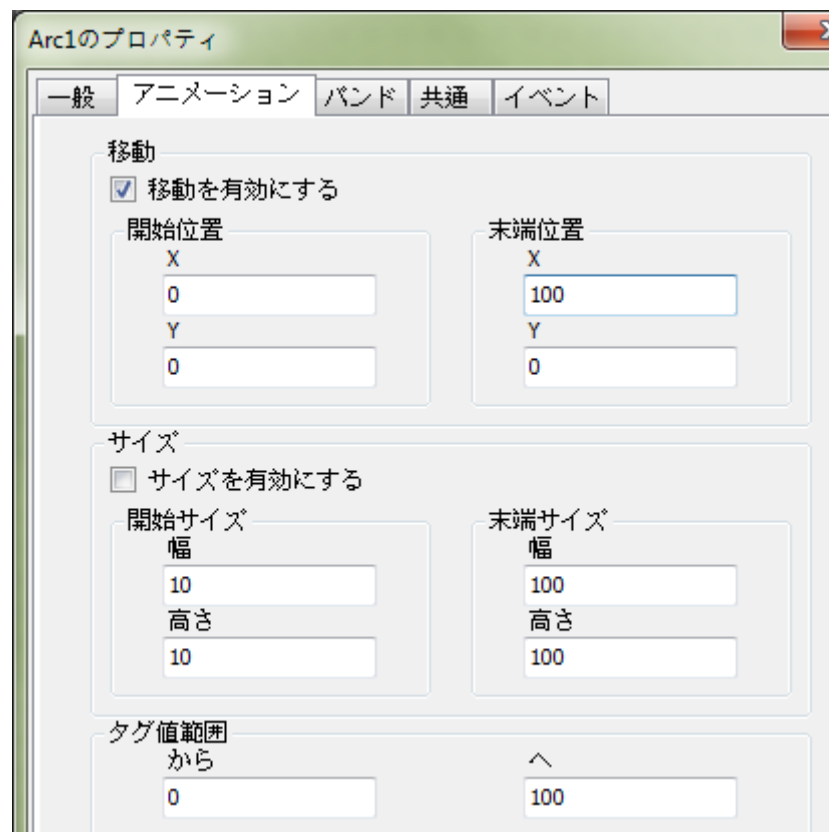 Arc1のプロパティ
一般 アニメーション バンド 共通 イベント
移動
移動を有効にする
開始位置 末端位置
X X
0 100
Y Y
0 0
サイズ
サイズを有効にする
開始サイズ 末端サイズ
幅 幅
10 100
高さ 高さ
10 100
タグ値範囲
から へ
0 100